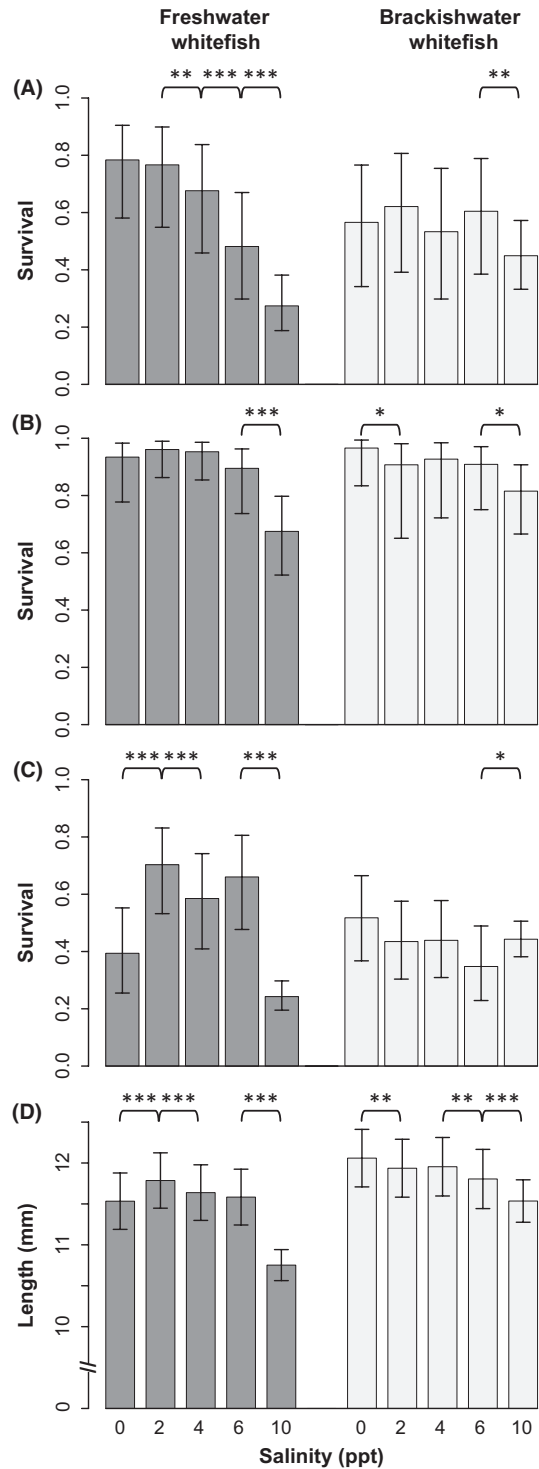 Freshwater whitefish
Brackishwater whitefish
(A)
** *** ***
**
Survival
1.0
0.8
0.6
0.4
0.2
0.0
(B)
***
*
*
Survival
1.0
0.8
0.6
0.4
0.2
0.0
(C)
*** ***
***
*
Survival
1.0
0.8
0.6
0.4
0.2
0.0
(D)
*** ***
***
**
** ***
Length (mm)
12
11
10
0
0 2 4 6 10
0 2 4 6 10
Salinity (ppt)